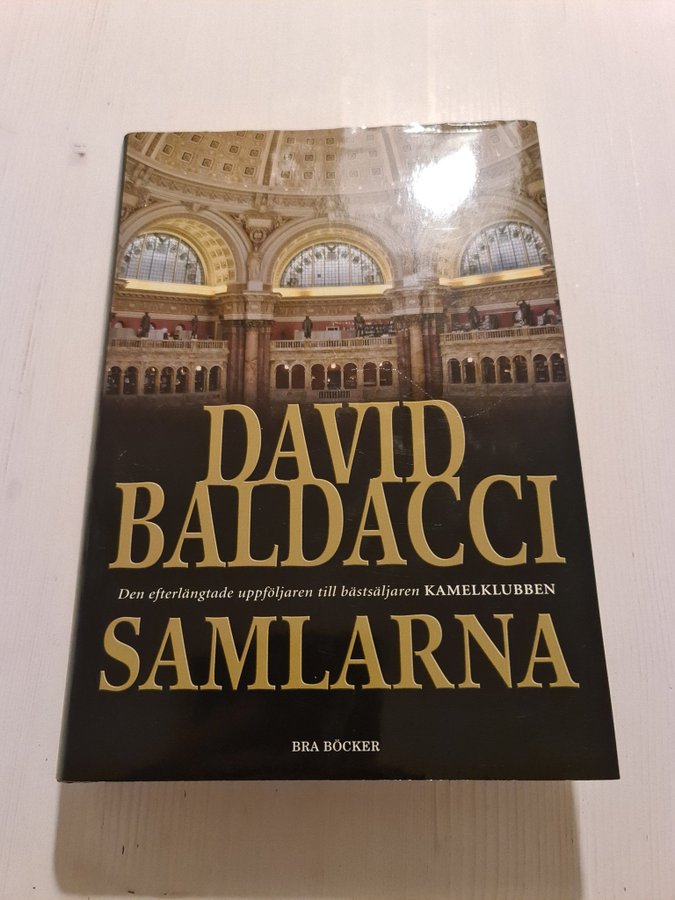 DAVID
BALDACCI
Den efterlängtade uppföljaren till bästsäljaren KAMELKLUBBEN
SAMLARNA
BRA BÖCKER